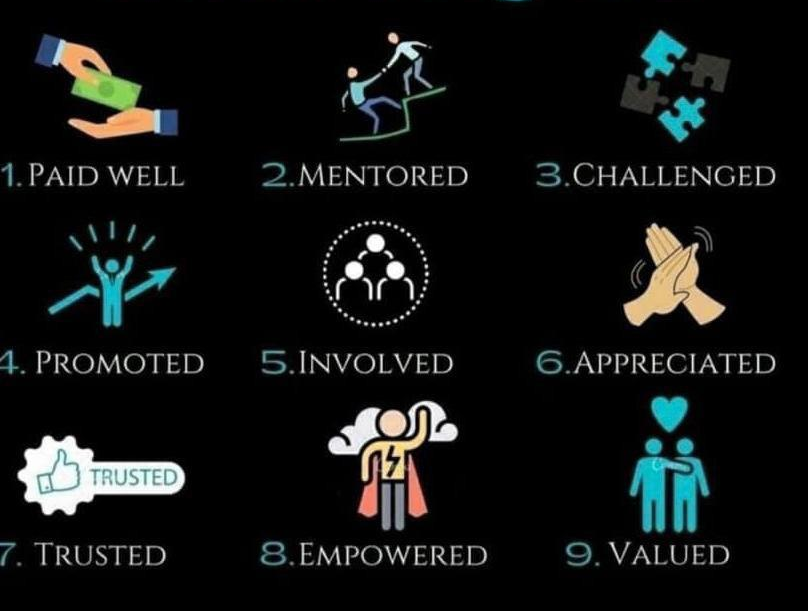 1. PAID WELL
2. MENTORED
3. CHALLENGED
4. PROMOTED
5. INVOLVED
6. APPRECIATED
TRUSTED
7. TRUSTED
8. EMPOWERED
9. VALUED